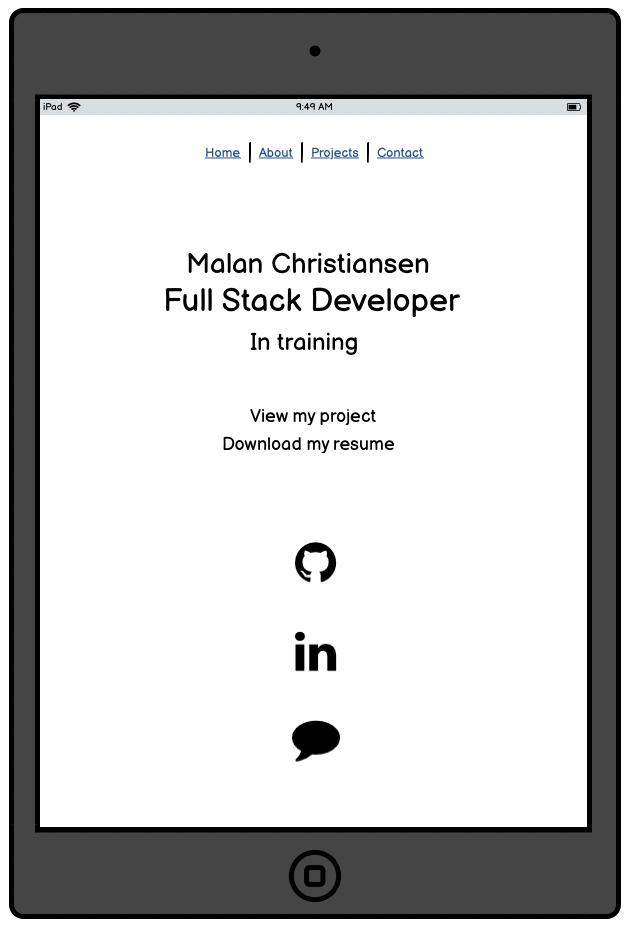 iPad 9:49 AM
Home About Projects Contact
Malan Christiansen
Full Stack Developer
In training
View my project
Download my resume
in